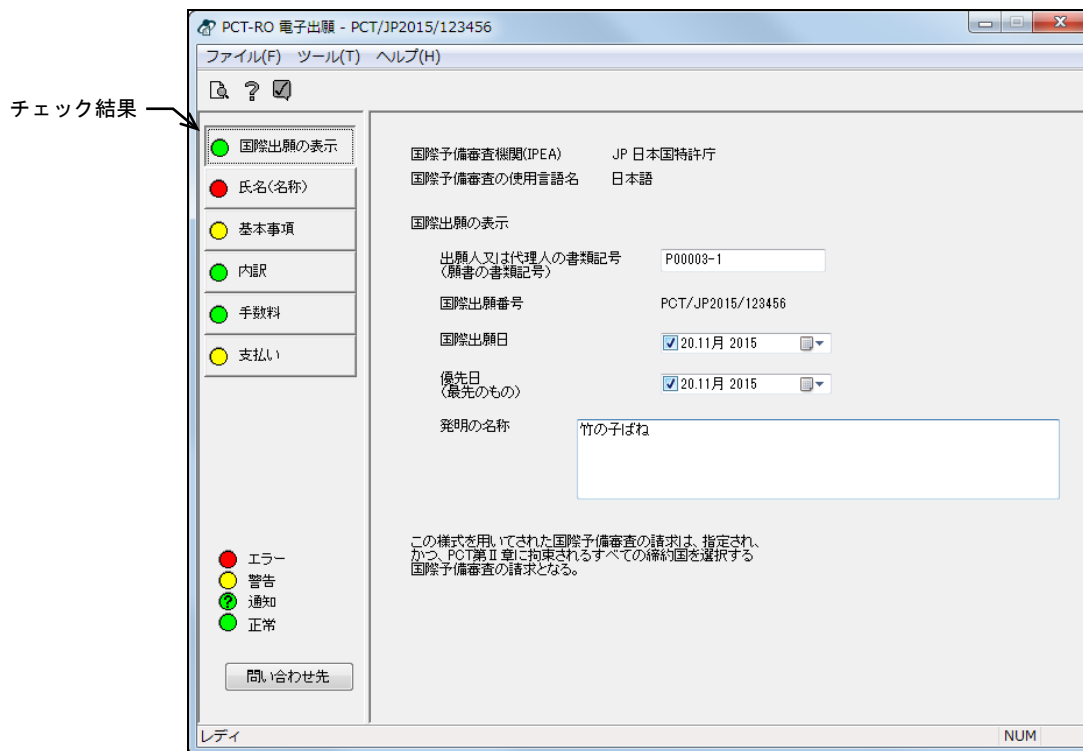 PCT-RO 電子出願 - PCT/JP2015/123456
ファイル(F) ツール(T) ヘルプ(H)
チェック結果
国際出願の表示
氏名(名称)
基本事項
内訳
手数料
支払い
エラー
警告
通知
正常
問い合わせ先
国際予備審査機関(IPEA) JP 日本国特許庁
国際予備審査の使用言語名 日本語
国際出願の表示
出願人又は代理人の書類記号
(願書の書類記号)
P00003-1
国際出願番号 PCT/JP2015/123456
国際出願日 20.11月 2015
優先日
(最先のもの)
20.11月 2015
発明の名称 竹の子ばね
この様式を用いてされた国際予備審査の請求は、指定され、
かつ、PCT第Ⅱ章に拘束されるすべての締約国を選択する
国際予備審査の請求となる。
レディ NUM